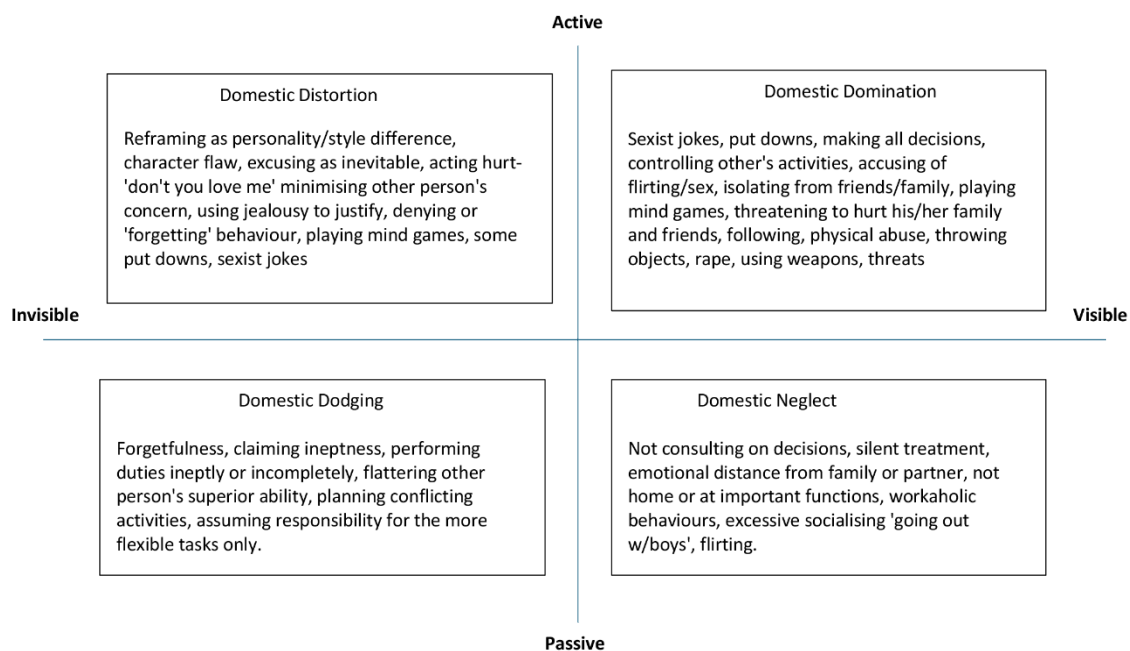 Active
Domestic Distortion
Reframing as personality/style difference,
character flaw, excusing as inevitable, acting hurt-
'don't you love me' minimising other person's
concern, using jealousy to justify, denying or
'forgetting' behaviour, playing mind games, some
put downs, sexist jokes
Domestic Domination
Sexist jokes, put downs, making all decisions,
controlling other's activities, accusing of
flirting/sex, isolating from friends/family, playing
mind games, threatening to hurt his/her family
and friends, following, physical abuse, throwing
objects, rape, using weapons, threats
Invisible
Visible
Domestic Dodging
Forgetfulness, claiming ineptness, performing
duties ineptly or incompletely, flattering other
person's superior ability, planning conflicting
activities, assuming responsibility for the more
flexible tasks only.
Domestic Neglect
Not consulting on decisions, silent treatment,
emotional distance from family or partner, not
home or at important functions, workaholic
behaviours, excessive socialising 'going out
w/boys', flirting.
Passive